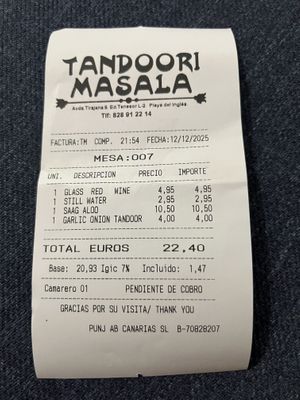 TANDOORI
MASALA
Avda.Tirajana 9. Ed.Tenesor L-2. Playa del Inglés
Tlf: 828 91 22 14
FACTURA:TM COMP. 21:54 FECHA:12/12/2025
MESA:007
UNI. DESCRIPCION PRECIO IMPORTE
1 GLASS RED WINE 4,95 4,95
1 STILL WATER 2,95 2,95
1 SAAG ALOO 10,50 10,50
1 GARLIC ONION TANDOOR 4,00 4,00
TOTAL EUROS 22,40
Base: 20,93 Igic 7% Incluido: 1,47
Camarero 01 PENDIENTE DE COBRO
GRACIAS POR SU VISITA/ THANK YOU
PUNJ AB CANARIAS SL B-70828207